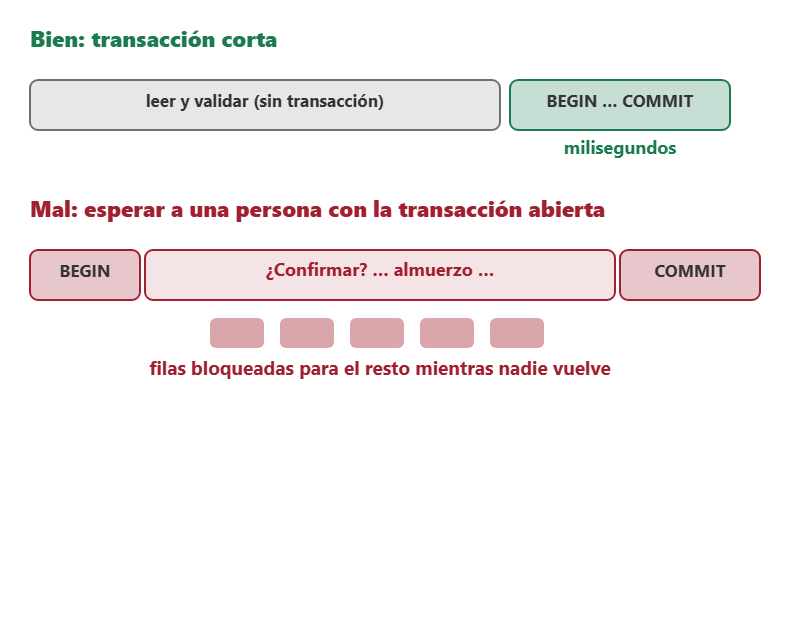 Bien: transacción corta
leer y validar (sin transacción)
BEGIN ... COMMIT
milisegundos
Mal: esperar a una persona con la transacción abierta
BEGIN
¿Confirmar? ... almuerzo ...
COMMIT
filas bloqueadas para el resto mientras nadie vuelve